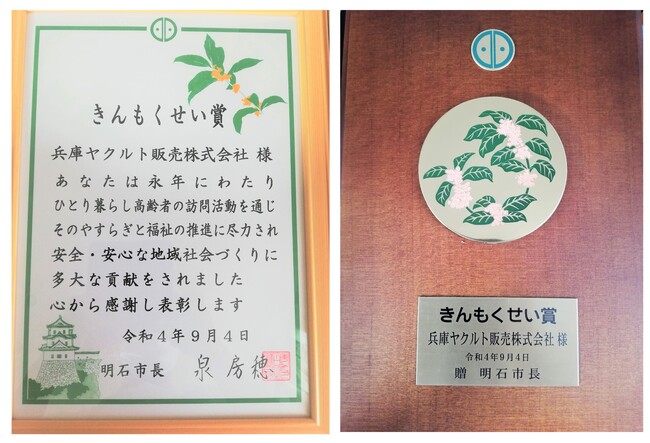 きんもくせい賞
兵庫ヤクルト販売株式会社 様
あなたは永年にわたり
ひとり暮らし高齢者の訪問活動を通じ
そのやすらぎと福祉の推進に尽力され
安全・安心な地域社会づくりに
多大な貢献をされました
心から感謝し表彰します
令和4年9月4日
明石市長 泉 房穂
きんもくせい賞
兵庫ヤクルト販売株式会社 様
令和4年9月4日
贈 明石市長